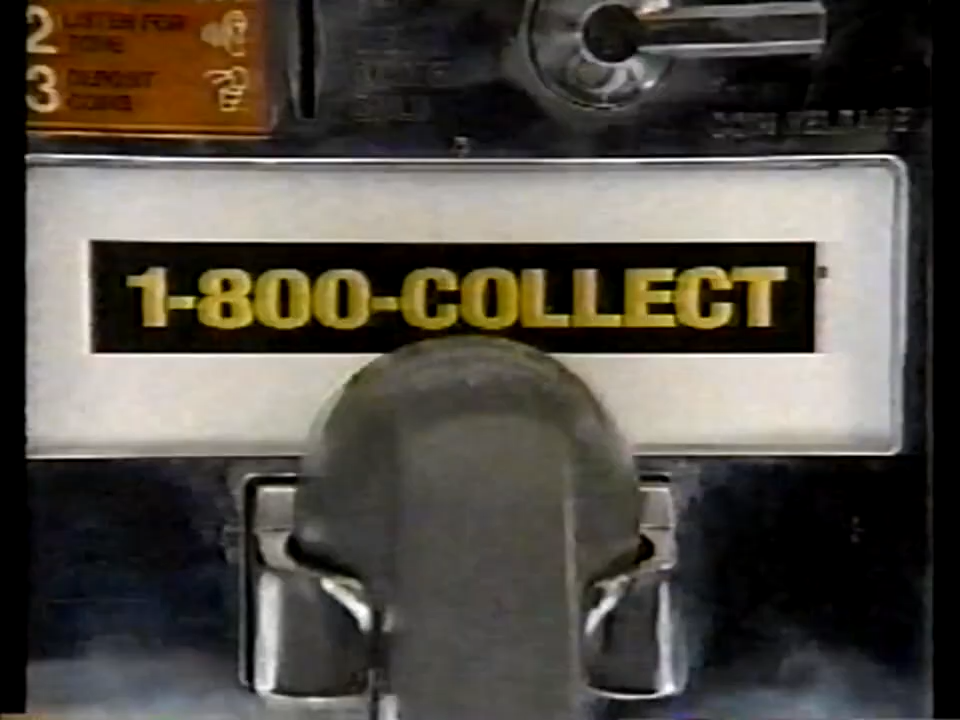 2 LISTEN FOR
TONE
3 DEPOSIT
COINS
1-800-COLLECT